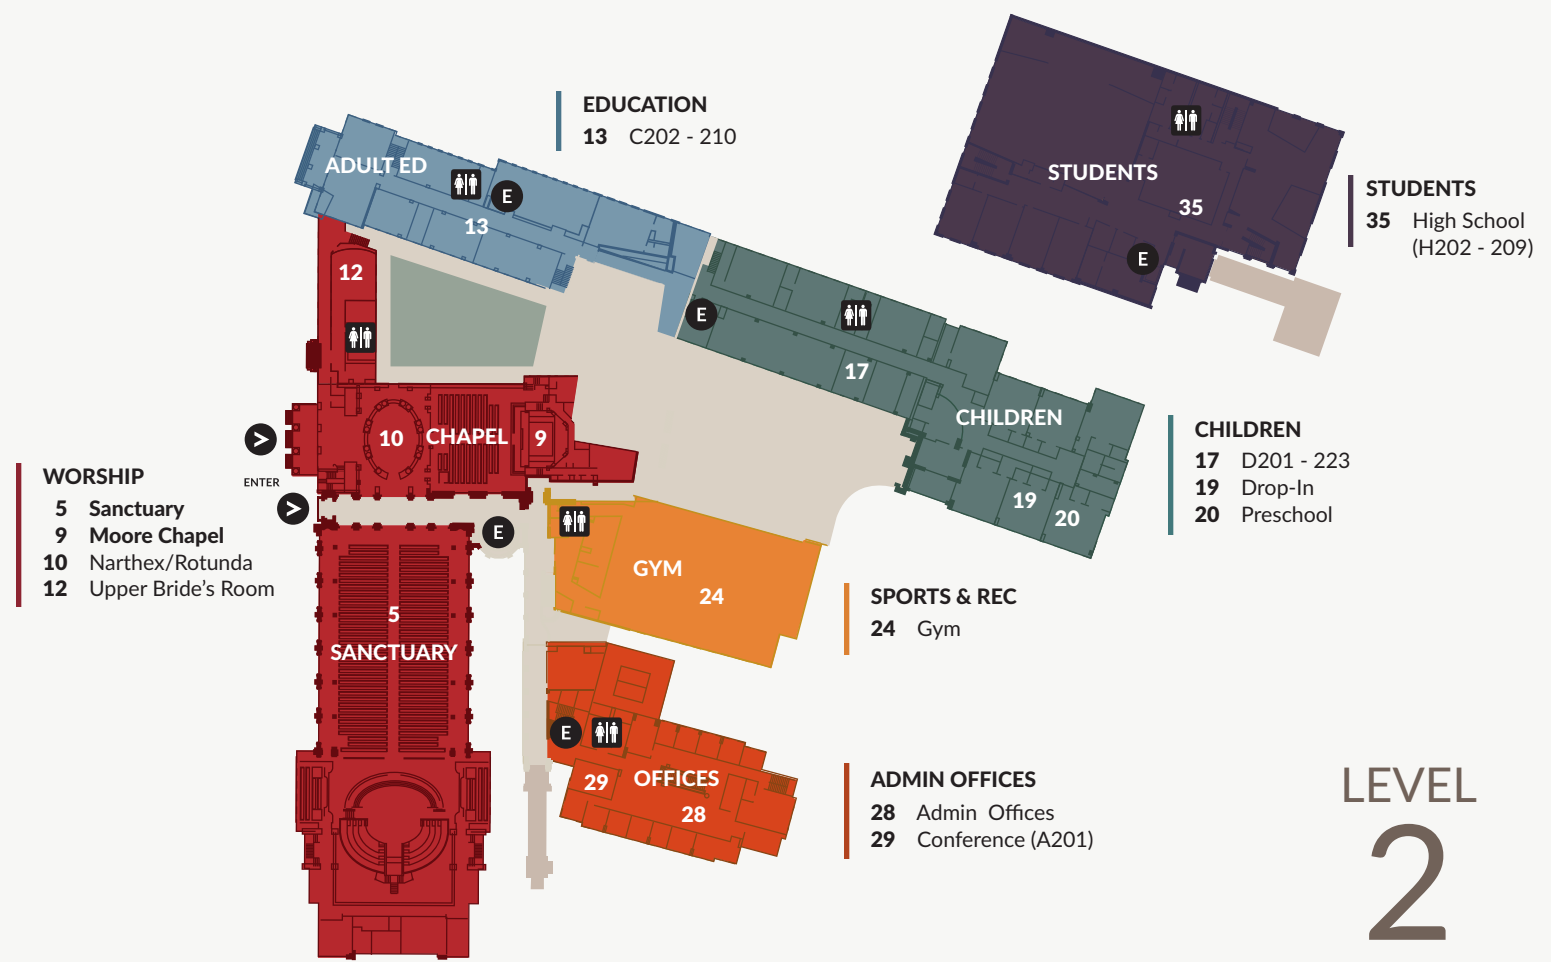 EDUCATION
13 C202 - 210
ADULT ED
E
13
STUDENTS
35
E
STUDENTS
35 High School
(H202 - 209)
12
E
17
CHILDREN
19
20
CHILDREN
17 D201 - 223
19 Drop-In
20 Preschool
10
CHAPEL
9
>
ENTER
>
WORSHIP
5 Sanctuary
9 Moore Chapel
10 Narthex/Rotunda
12 Upper Bride's Room
E
5
SANCTUARY
GYM
24
SPORTS & REC
24 Gym
E
29
OFFICES
28
ADMIN OFFICES
28 Admin Offices
29 Conference (A201)
LEVEL
2